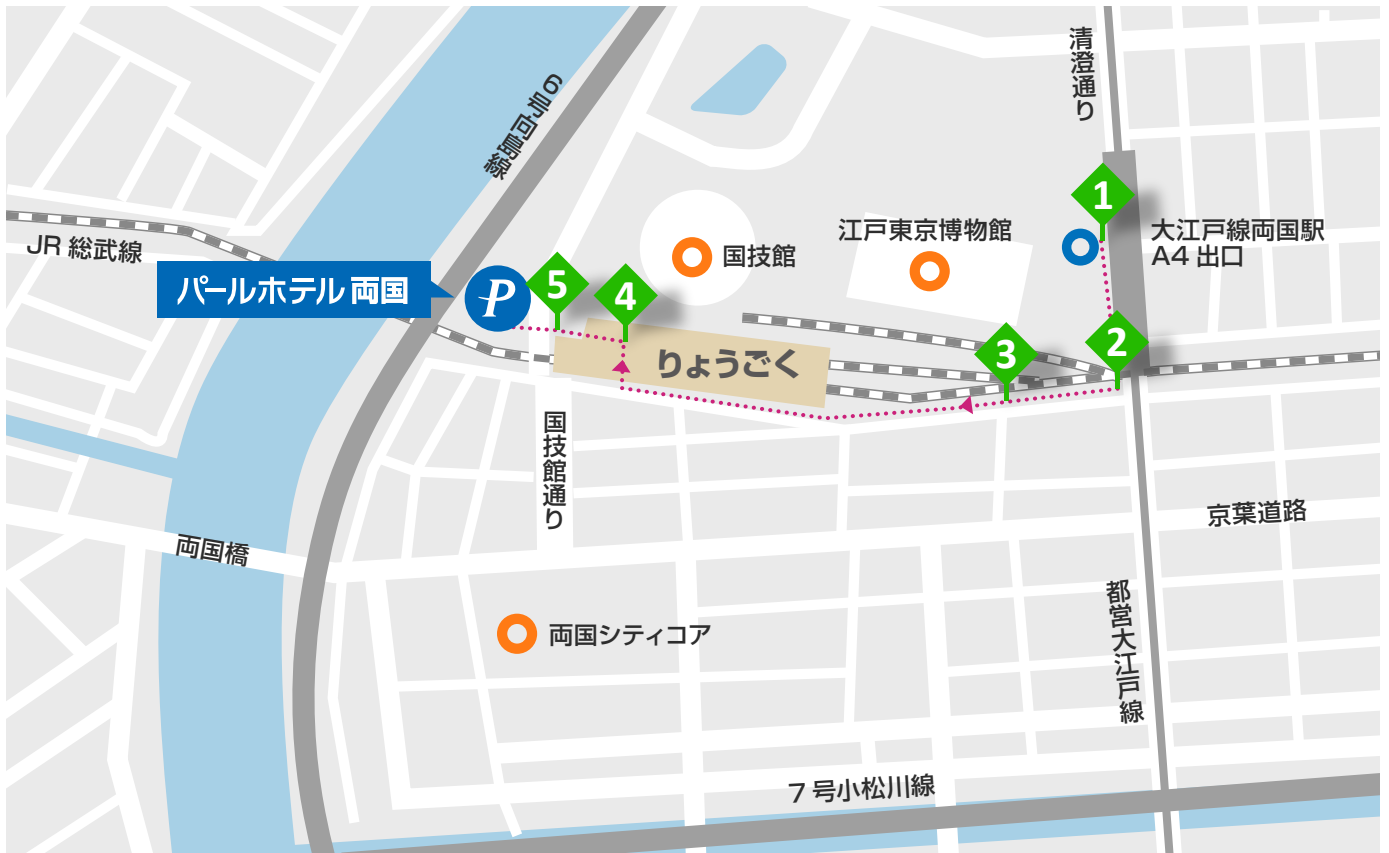 清澄通り
6号向島線
1
江戸東京博物館
大江戸線両国駅
A4出口
JR 総武線
国技館
パールホテル 両国
P
5
4
りょうごく
3
2
国技館通り
京葉道路
両国橋
都営大江戸線
両国シティコア
7号小松川線